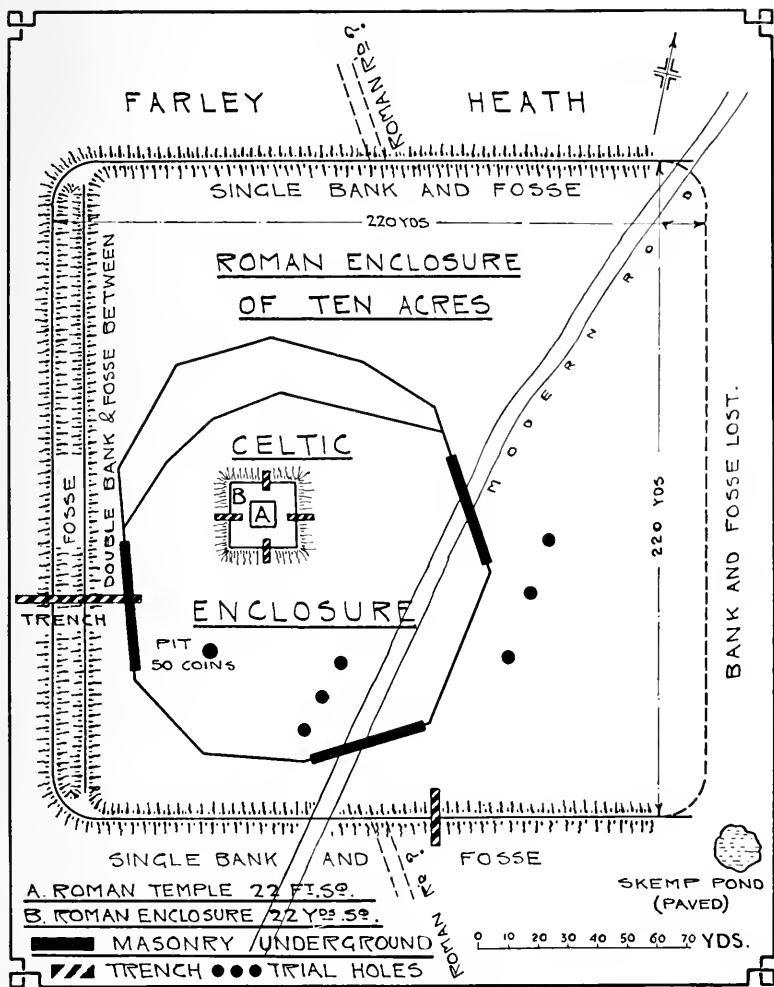 ROMAN RD?.
FARLEY HEATH
SINGLE BANK AND FOSSE
220 YDS
ROMAN ENCLOSURE
OF TEN ACRES
DOUBLE BANK & FOSSE BETWEEN
FOSSE
MODERN ROD
BANK AND FOSSE LOST.
220 YDS
CELTIC
B
A
ENCLOSURE
TRENCH
PIT
50 COINS
SINGLE BANK AND FOSSE
ROMAN RD?.
SKEMP POND
(PAVED)
A. ROMAN TEMPLE 22 FT. SQ.
B. ROMAN ENCLOSURE 22 YDS. SQ.
MASONRY UNDERGROUND
TRENCH TRIAL HOLES
0 10 20 30 40 50 60 70 YDS.